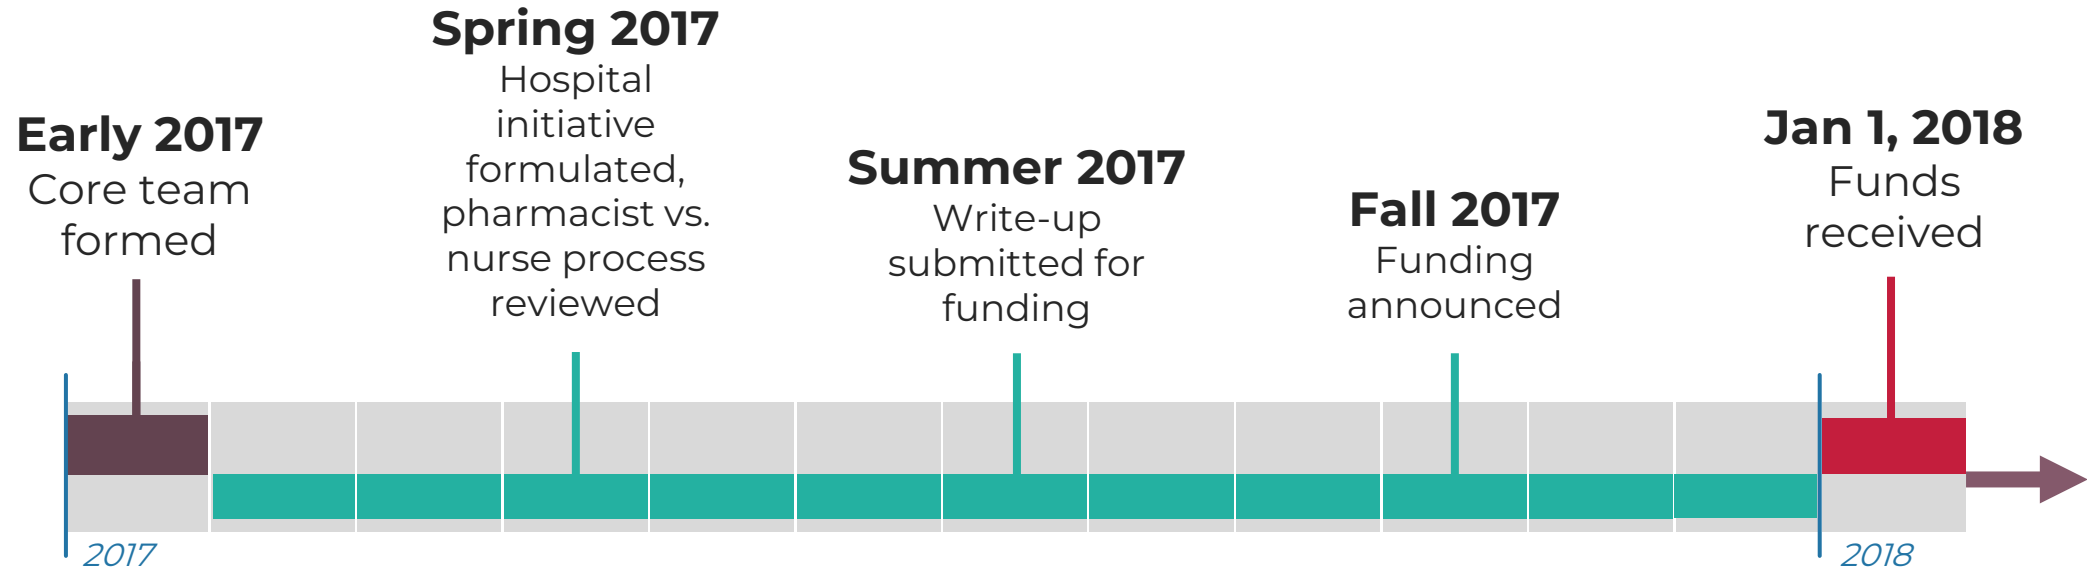 Early 2017
Core team
formed
Spring 2017
Hospital
initiative
formulated,
pharmacist vs.
nurse process
reviewed
Summer 2017
Write-up
submitted for
funding
Fall 2017
Funding
announced
Jan 1, 2018
Funds
received
2017
2018